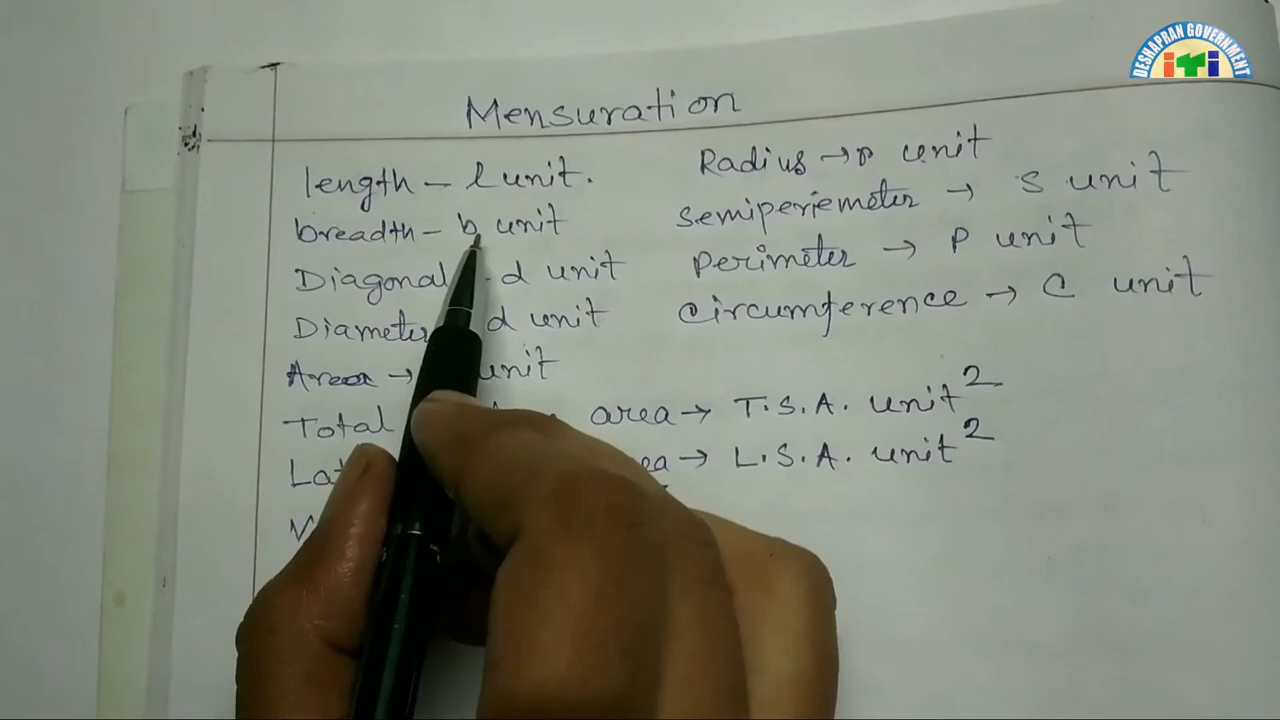 DESHAPRAN GOVERNMENT
iTi
Mensuration
length – l unit.
breadth – b unit
Diagonal - d unit
Diameter d unit
Area → unit
Total area → T.S.A. unit²
→ L.S.A. unit²
Radius → r unit
semiperiemeter → s unit
perimeter → P unit
circumference → C unit